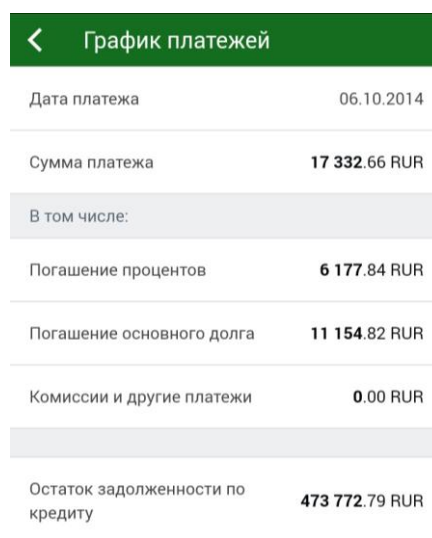 График платежей
Дата платежа 06.10.2014
Сумма платежа 17 332.66 RUR
В том числе:
Погашение процентов 6 177.84 RUR
Погашение основного долга 11 154.82 RUR
Комиссии и другие платежи 0.00 RUR
Остаток задолженности по
кредиту 473 772.79 RUR